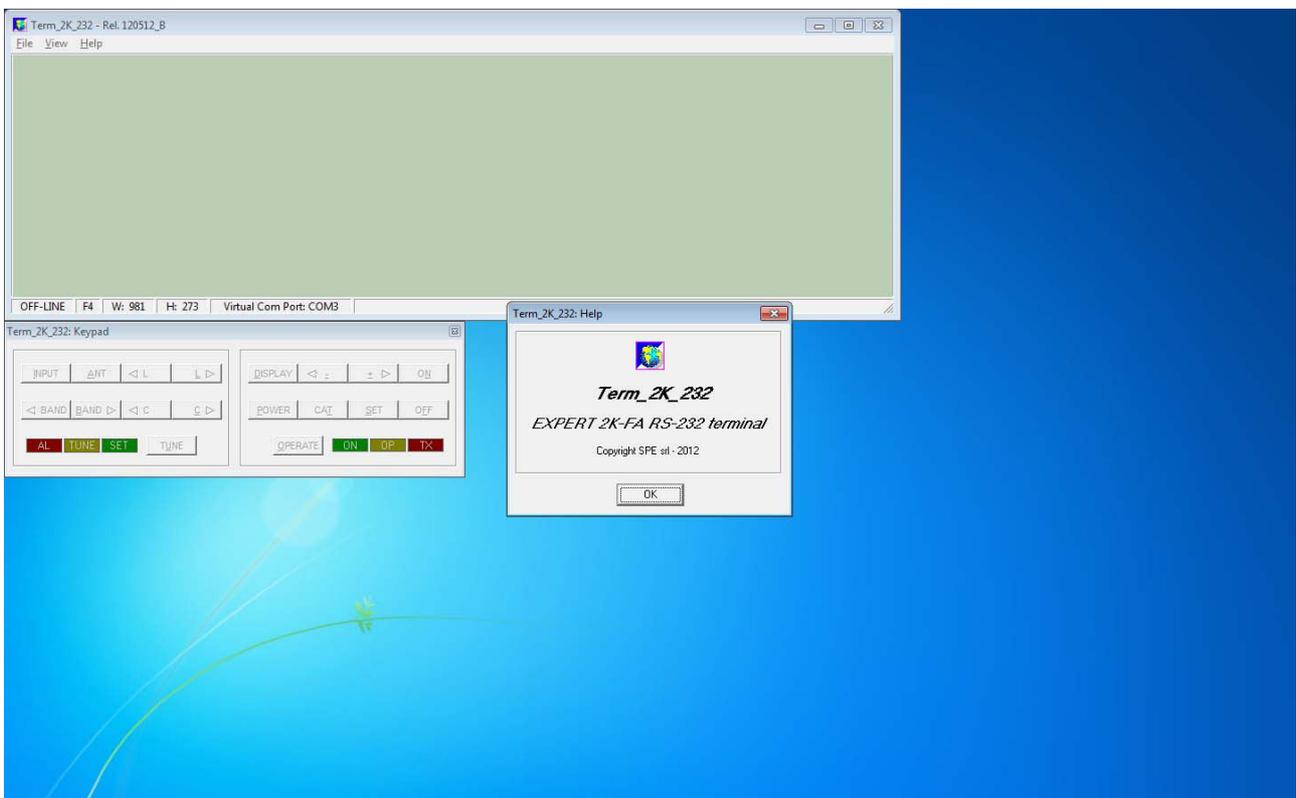 Term_2K_232 - Rel. 120512_B
File View Help
OFF-LINE F4 W: 981 H: 273 Virtual Com Port: COM3
Term_2K_232: Keypad
INPUT ANT ◁ L L ▷
◁ BAND BAND ▷ ◁ C C ▷
AL TUNE SET TUNE
DISPLAY ◁ - + ▷ ON
POWER CAT SET OFF
OPERATE ON OP TX
Term_2K_232: Help
Term_2K_232
EXPERT 2K-FA RS-232 terminal
Copyright SPE srl - 2012
OK